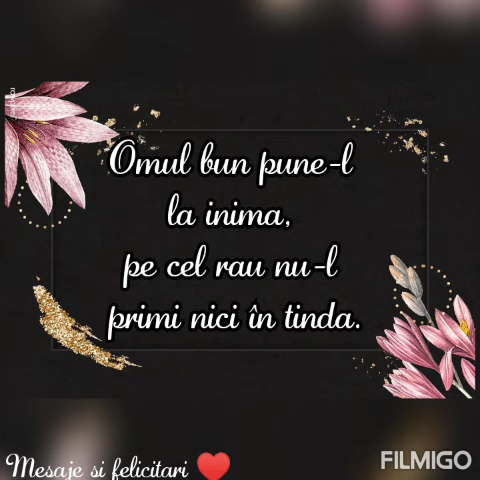 Omul bun pune-l
la inima,
pe cel rau nu-l
primi nici în tinda.
Mesaje si felicitari ❤️
FILMIGO